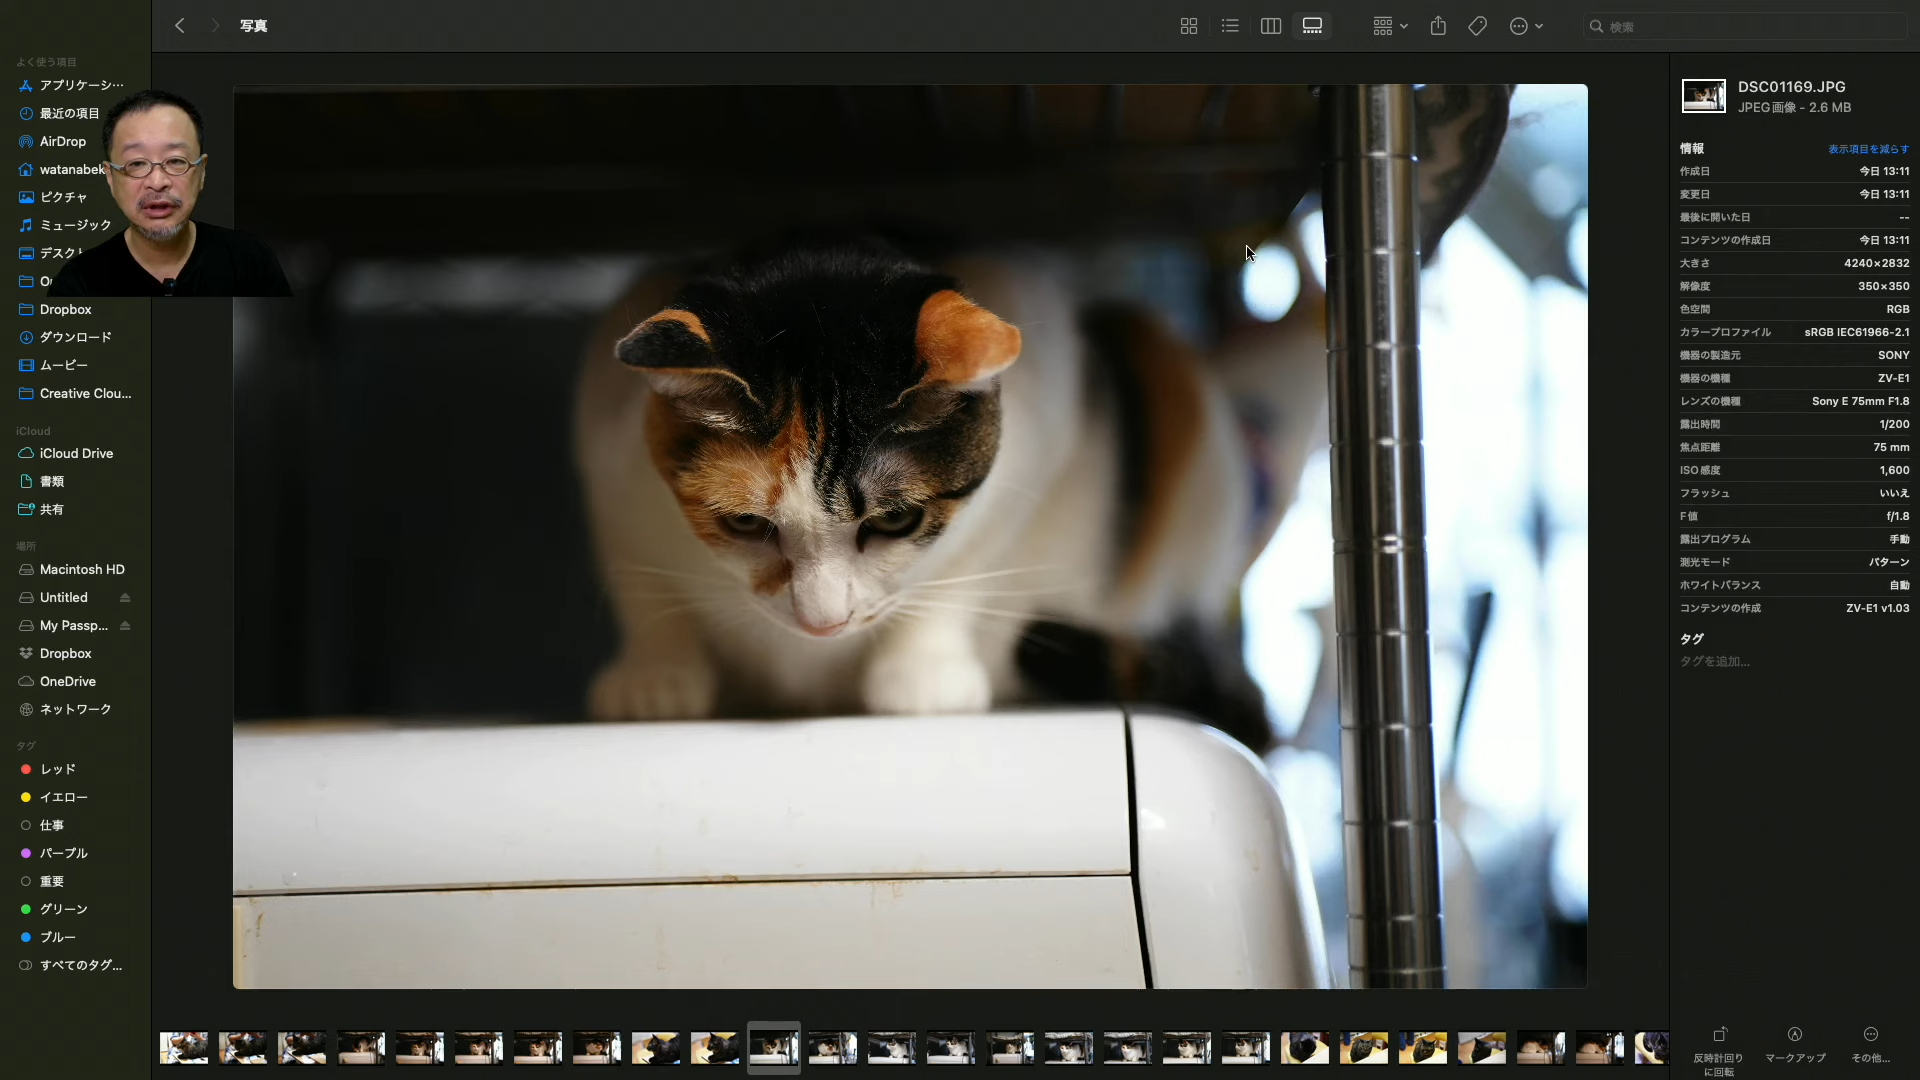 写真
検索
よく使う項目
アプリケーシ…
最近の項目
AirDrop
watanabek
ピクチャ
ミュージック
デスクト
Dropbox
ダウンロード
ムービー
Creative Clou...
iCloud
iCloud Drive
書類
共有
場所
Macintosh HD
Untitled
My Passp...
Dropbox
OneDrive
ネットワーク
タグ
レッド
イエロー
仕事
パープル
重要
グリーン
ブルー
すべてのタグ...
DSC01169.JPG
JPEG画像 - 2.6 MB
情報 表示項目を減らす
作成日 今日 13:11
変更日 今日 13:11
最後に開いた日 --
コンテンツの作成日 今日 13:11
大きさ 4240×2832
解像度 350×350
色空間 RGB
カラープロファイル sRGB IEC61966-2.1
機器の製造元 SONY
機器の機種 ZV-E1
レンズの機種 Sony E 75mm F1.8
露出時間 1/200
焦点距離 75 mm
ISO感度 1,600
フラッシュ いいえ
F値 f/1.8
露出プログラム 手動
測光モード パターン
ホワイトバランス 自動
コンテンツの作成 ZV-E1 v1.03
タグ
タグを追加...
反時計回り
に回転
マークアップ
その他...